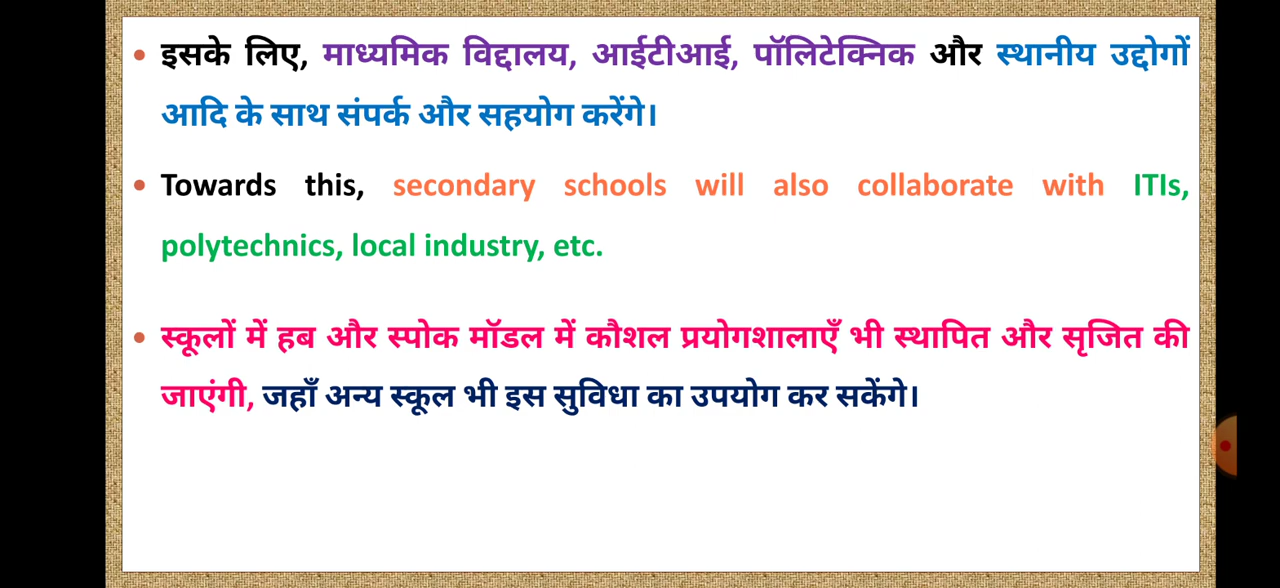 • इसके लिए, माध्यमिक विद्दालय, आईटीआई, पॉलिटेक्निक और स्थानीय उद्दोगों
आदि के साथ संपर्क और सहयोग करेंगे।
• Towards this, secondary schools will also collaborate with ITIs,
polytechnics, local industry, etc.
• स्कूलों में हब और स्पोक मॉडल में कौशल प्रयोगशालाएँ भी स्थापित और सृजित की
जाएंगी, जहाँ अन्य स्कूल भी इस सुविधा का उपयोग कर सकेंगे।